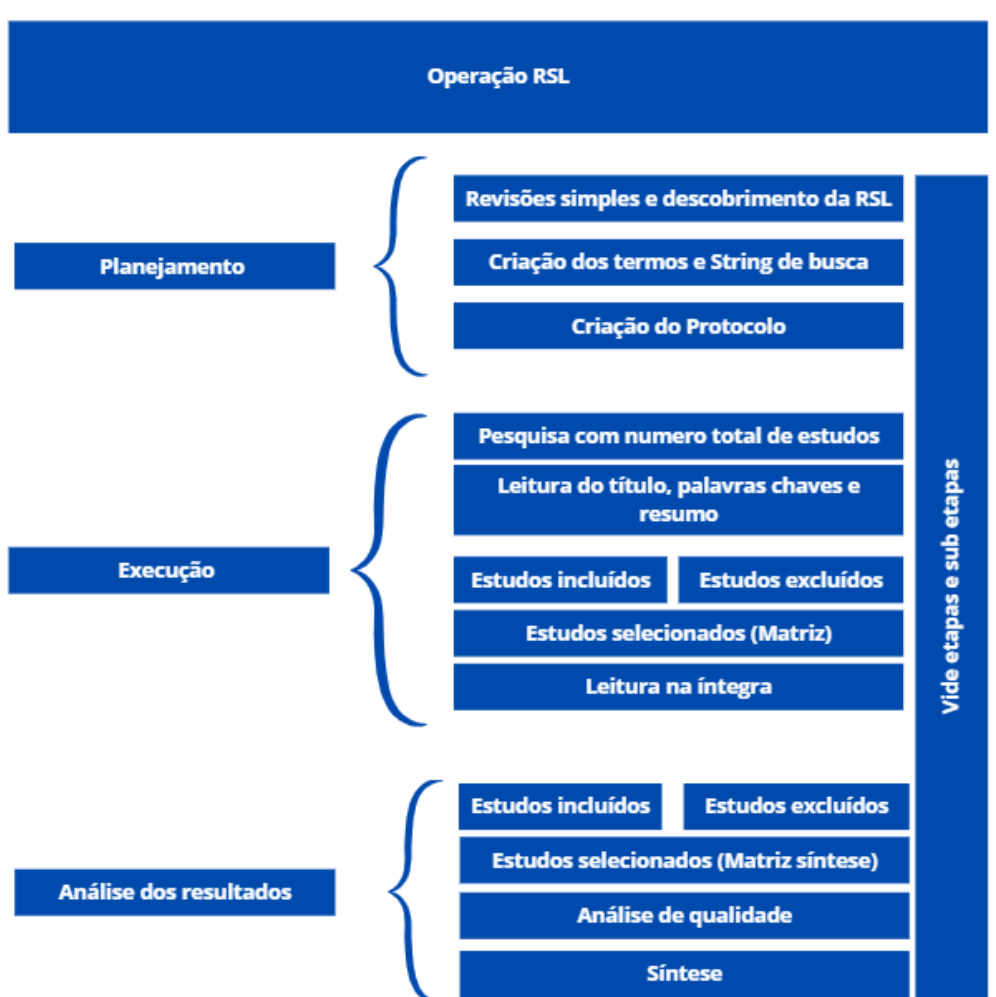 Operação RSL
Planejamento
Revisões simples e descobrimento da RSL
Criação dos termos e String de busca
Criação do Protocolo
Execução
Pesquisa com numero total de estudos
Leitura do título, palavras chaves e
resumo
Estudos incluídos
Estudos excluídos
Estudos selecionados (Matriz)
Leitura na íntegra
Análise dos resultados
Estudos incluídos
Estudos excluídos
Estudos selecionados (Matriz síntese)
Análise de qualidade
Síntese
Vide etapas e sub etapas